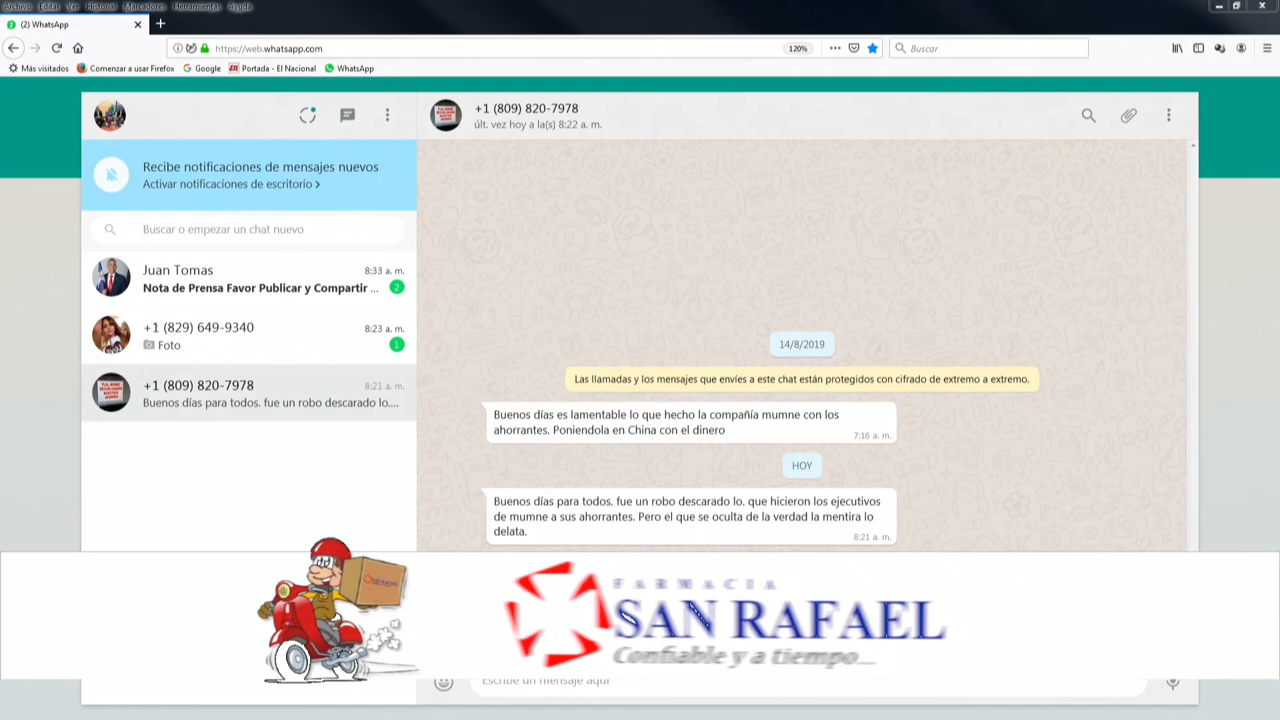 Archivo Editar Ver Historial Marcadores Herramientas Ayuda
(2) WhatsApp
https://web.whatsapp.com
120%
Buscar
Más visitados Comenzar a usar Firefox Google Portada - El Nacional WhatsApp
+1 (809) 820-7978
últ. vez hoy a la(s) 8:22 a. m.
Recibe notificaciones de mensajes nuevos
Activar notificaciones de escritorio >
Buscar o empezar un chat nuevo
Juan Tomas 8:33 a. m.
Nota de Prensa Favor Publicar y Compartir ... 2
+1 (829) 649-9340 8:23 a. m.
Foto 1
+1 (809) 820-7978 8:21 a. m.
Buenos días para todos. fue un robo descarado lo....
14/8/2019
Las llamadas y los mensajes que envíes a este chat están protegidos con cifrado de extremo a extremo.
Buenos días es lamentable lo que hecho la compañía mumne con los
ahorrantes. Poniendola en China con el dinero
7:16 a. m.
HOY
Buenos días para todos. fue un robo descarado lo. que hicieron los ejecutivos
de mumne a sus ahorrantes. Pero el que se oculta de la verdad la mentira lo
delata.
8:21 a. m.
FARMACIA
SAN RAFAEL
Confiable y a tiempo...
Escribe un mensaje aquí